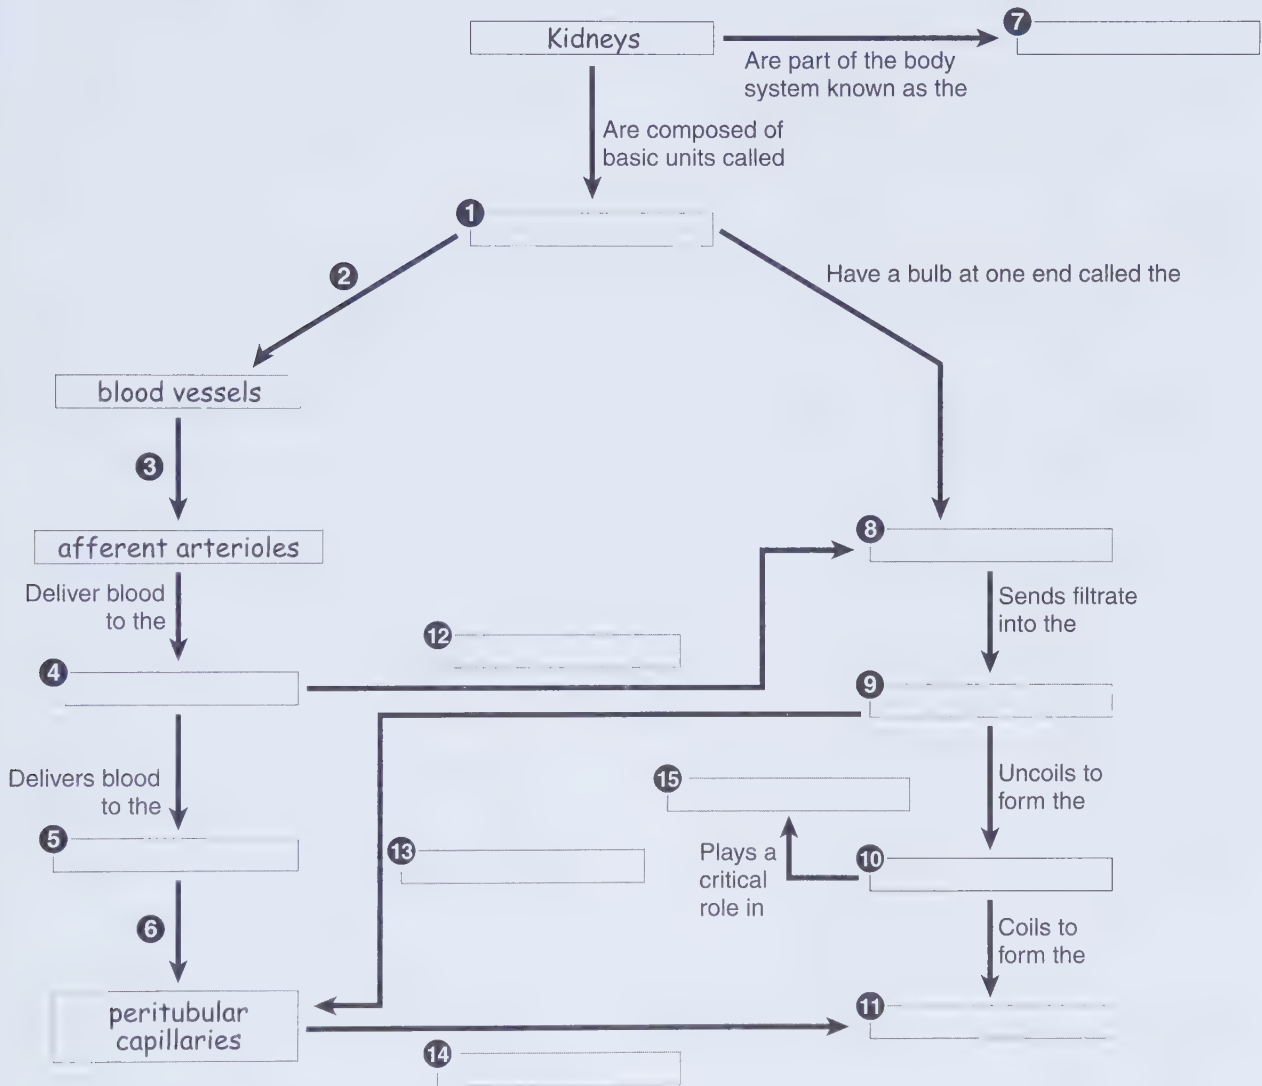 Kidneys
7
Are part of the body
system known as the
Are composed of
basic units called
1
2
Have a bulb at one end called the
blood vessels
3
afferent arterioles
8
Deliver blood
to the
Sends filtrate
into the
12
4
9
Delivers blood
to the
15
Uncoils to
form the
5
13
Plays a
critical
role in
10
6
Coils to
form the
peritubular
capillaries
11
14